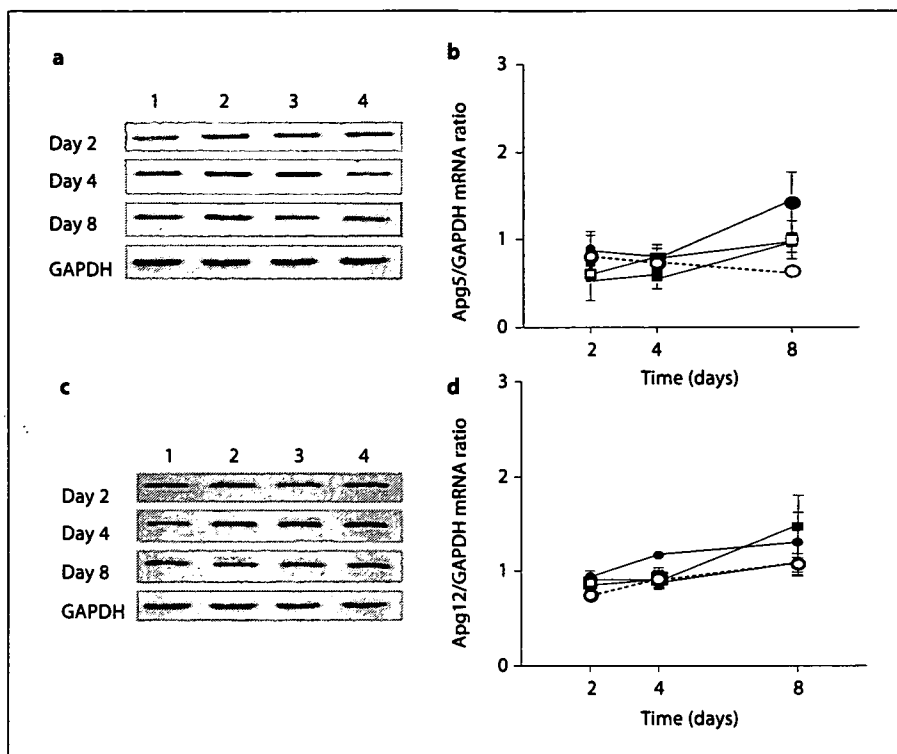 a
1 2 3 4
Day 2
Day 4
Day 8
GAPDH
b
3
2
1
0
Apg5/GAPDH mRNA ratio
2 4 8
Time (days)
c
1 2 3 4
Day 2
Day 4
Day 8
GAPDH
d
3
2
1
0
Apg12/GAPDH mRNA ratio
2 4 8
Time (days)